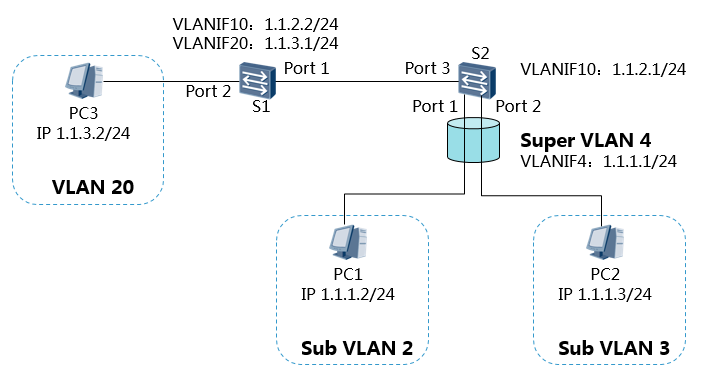 VLANIF10：1.1.2.2/24
VLANIF20：1.1.3.1/24
S2
Port 1
Port 3
VLANIF10：1.1.2.1/24
Port 2
S1
Port 1
Port 2
PC3
IP 1.1.3.2/24
Super VLAN 4
VLANIF4：1.1.1.1/24
VLAN 20
PC1
IP 1.1.1.2/24
PC2
IP 1.1.1.3/24
Sub VLAN 2
Sub VLAN 3